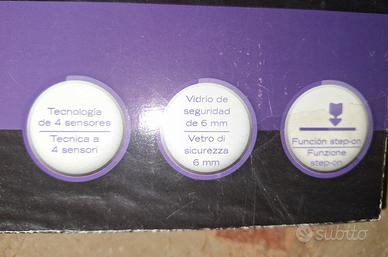 Tecnología
de 4 sensores
Tecnica a
4 sensori
Vidrio de
seguridad
de 6 mm
Vetro di
sicurezza
6 mm
Función step-on
Funzione
step-on
subito